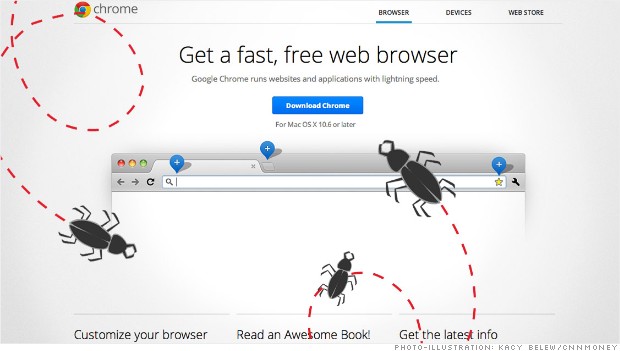 chrome
BROWSER DEVICES WEB STORE
Get a fast, free web browser
Google Chrome runs websites and applications with lightning speed.
Download Chrome
For Mac OS X 10.6 or later
Customize your browser Read an Awesome Book! Get the latest info
PHOTO-ILLUSTRATION: KACY BELEW/CNNMONEY